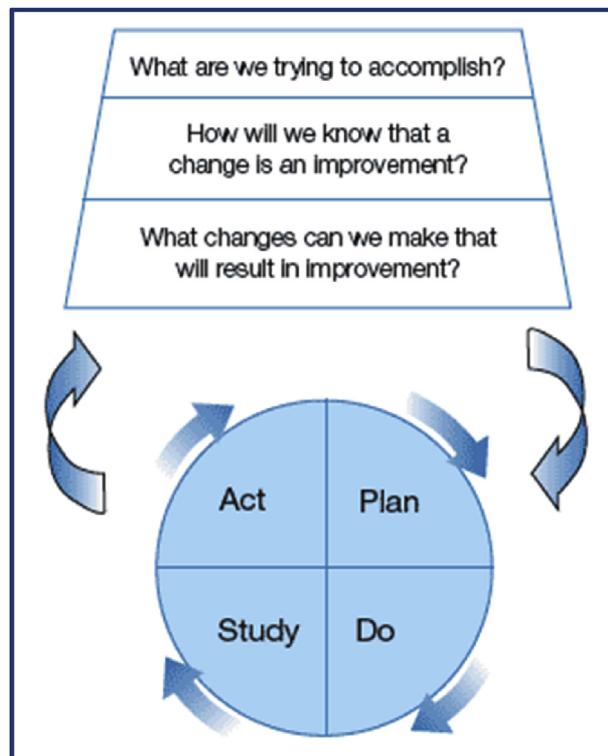 What are we trying to accomplish?
How will we know that a
change is an improvement?
What changes can we make that
will result in improvement?
Act
Plan
Study
Do